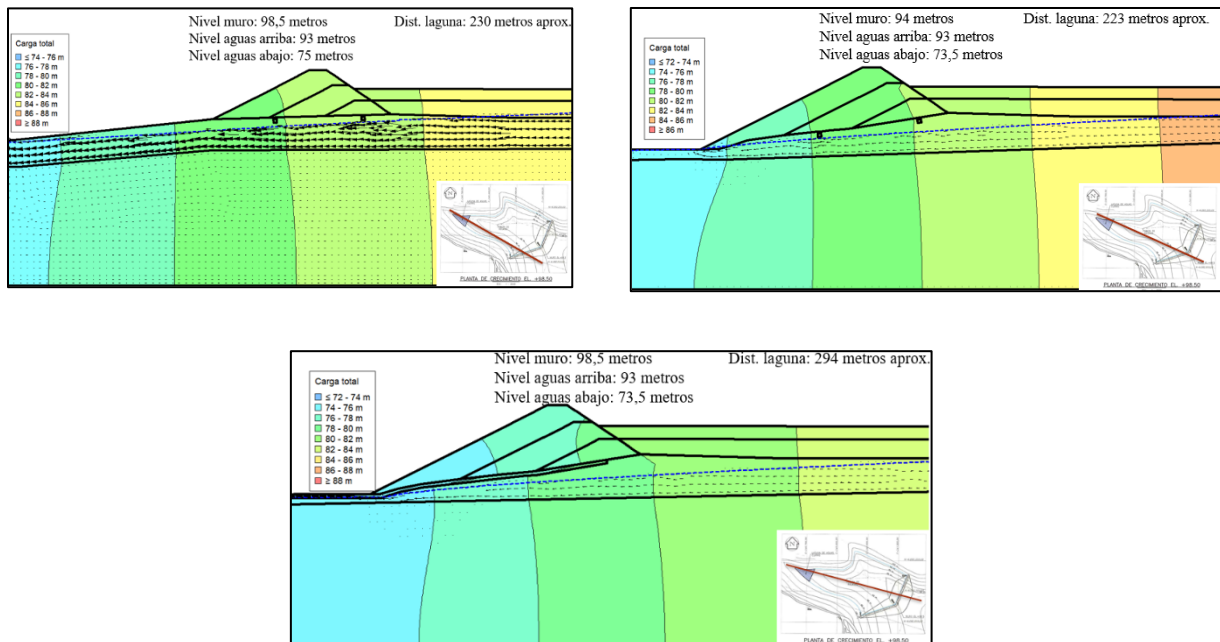 Nivel muro: 98,5 metros
Dist. laguna: 230 metros aprox.
Nivel aguas arriba: 93 metros
Nivel aguas abajo: 75 metros
Carga total
≤ 74 - 76 m
76 - 78 m
78 - 80 m
80 - 82 m
82 - 84 m
84 - 86 m
86 - 88 m
≥ 88 m
PLANTA DE CRECIMIENTO EL. +98,50
Nivel muro: 94 metros
Dist. laguna: 223 metros aprox.
Nivel aguas arriba: 93 metros
Nivel aguas abajo: 73,5 metros
Carga total
≤ 72 - 74 m
74 - 76 m
76 - 78 m
78 - 80 m
80 - 82 m
82 - 84 m
84 - 86 m
≥ 86 m
PLANTA DE CRECIMIENTO EL. +98,50
Nivel muro: 98,5 metros
Dist. laguna: 294 metros aprox.
Nivel aguas arriba: 93 metros
Nivel aguas abajo: 73,5 metros
Carga total
≤ 72 - 74 m
74 - 76 m
76 - 78 m
78 - 80 m
80 - 82 m
82 - 84 m
84 - 86 m
86 - 88 m
≥ 88 m
PLANTA DE CRECIMIENTO EL. +98,50